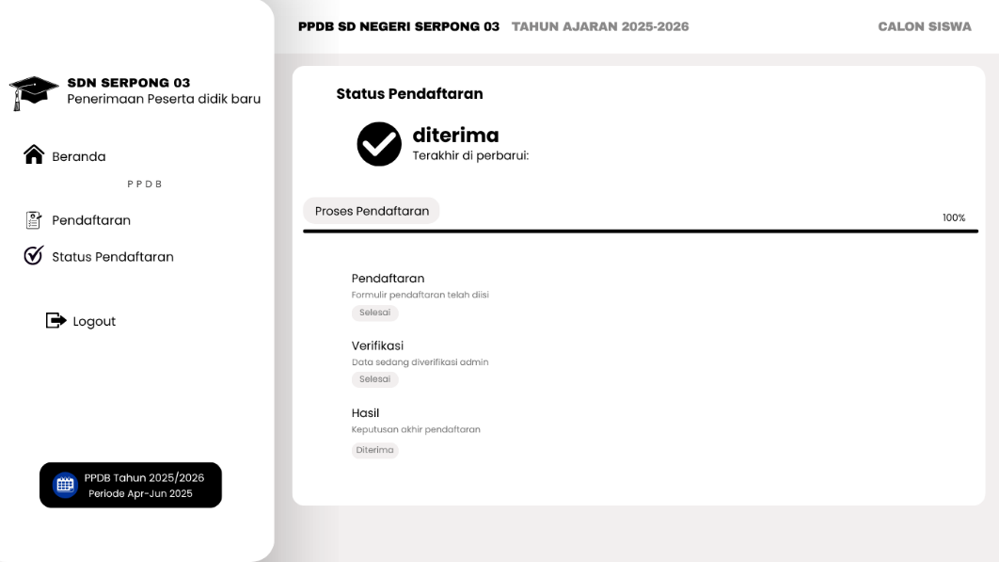 PPDB SD NEGERI SERPONG 03 TAHUN AJARAN 2025-2026 CALON SISWA
SDN SERPONG 03
Penerimaan Peserta didik baru
Beranda
PPDB
Pendaftaran
Status Pendaftaran
Logout
PPDB Tahun 2025/2026
Periode Apr-Jun 2025
Status Pendaftaran
diterima
Terakhir di perbarui:
Proses Pendaftaran
100%
Pendaftaran
Formulir pendaftaran telah diisi
Selesai
Verifikasi
Data sedang diverifikasi admin
Selesai
Hasil
Keputusan akhir pendaftaran
Diterima